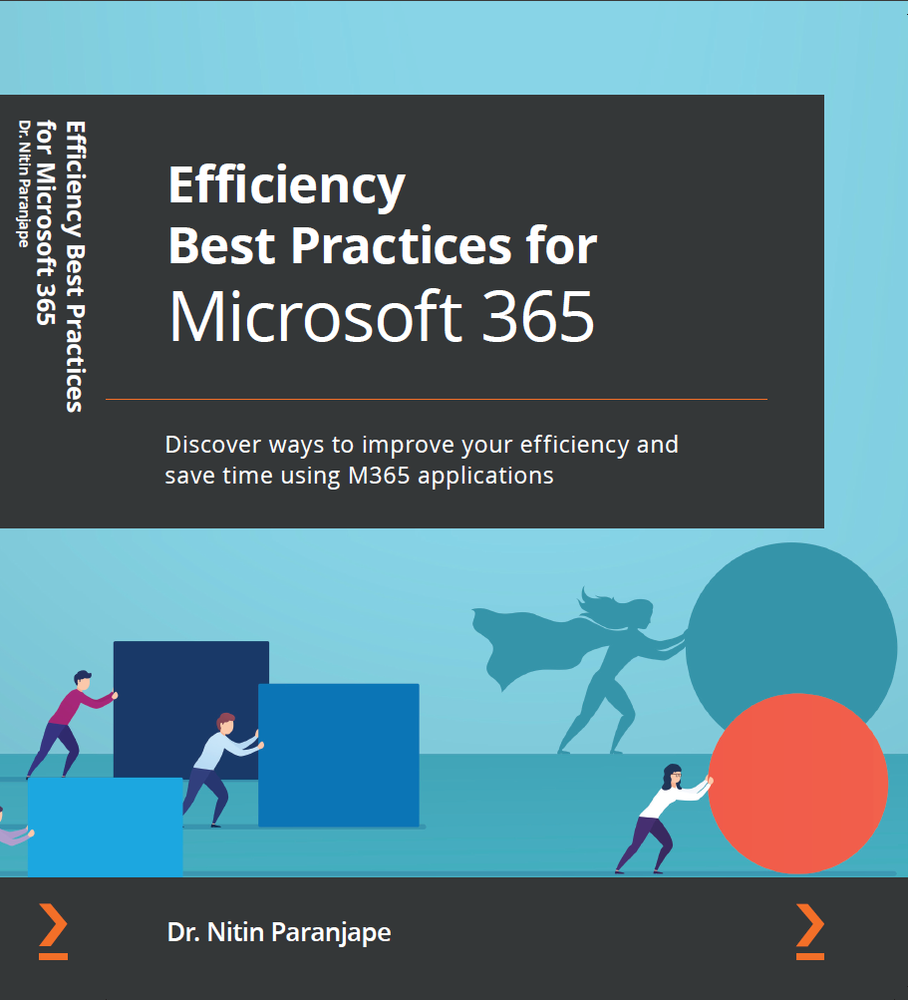 Efficiency Best Practices
for Microsoft 365
Dr. Nitin Paranjape
Efficiency
Best Practices for
Microsoft 365
Discover ways to improve your efficiency and
save time using M365 applications
Dr. Nitin Paranjape